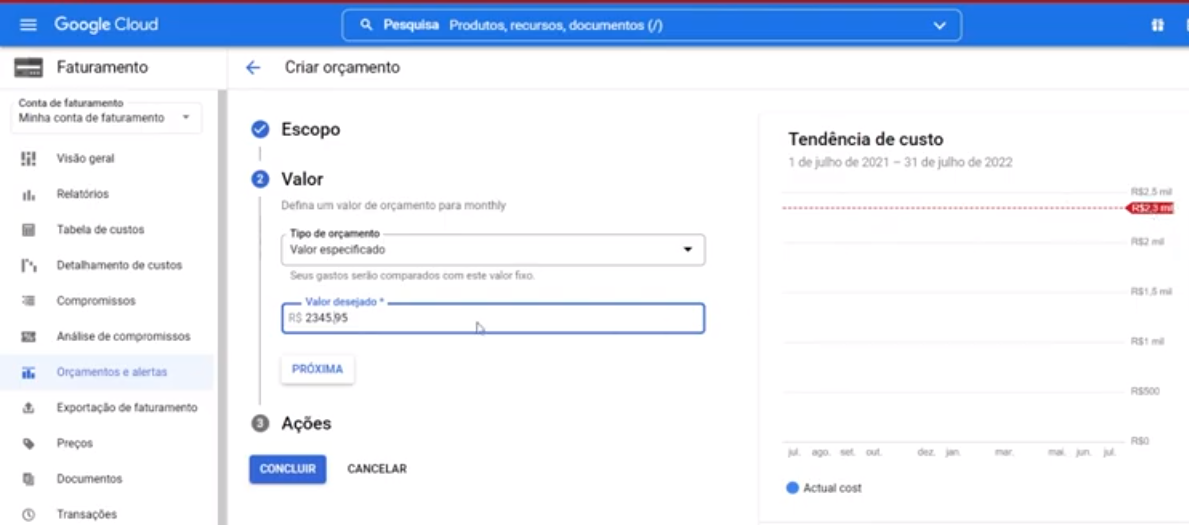 Google Cloud
Pesquisa Produtos, recursos, documentos (/)
Faturamento
Criar orçamento
Conta de faturamento
Minha conta de faturamento
Visão geral
Relatórios
Tabela de custos
Detalhamento de custos
Compromissos
Análise de compromissos
Orçamentos e alertas
Exportação de faturamento
Preços
Documentos
Transações
Escopo
2 Valor
Defina um valor de orçamento para monthly
Tipo de orçamento
Valor especificado
Seus gastos serão comparados com este valor fixo.
Valor desejado *
R$ 2345,95
PRÓXIMA
3 Ações
CONCLUIR CANCELAR
Tendência de custo
1 de julho de 2021 – 31 de julho de 2022
R$2,5 mil
R$2,3 mil
R$2 mil
R$1,5 mil
R$1 mil
R$500
R$0
jul. ago. set. out. dez. jan. mar. mai. jun. jul.
Actual cost